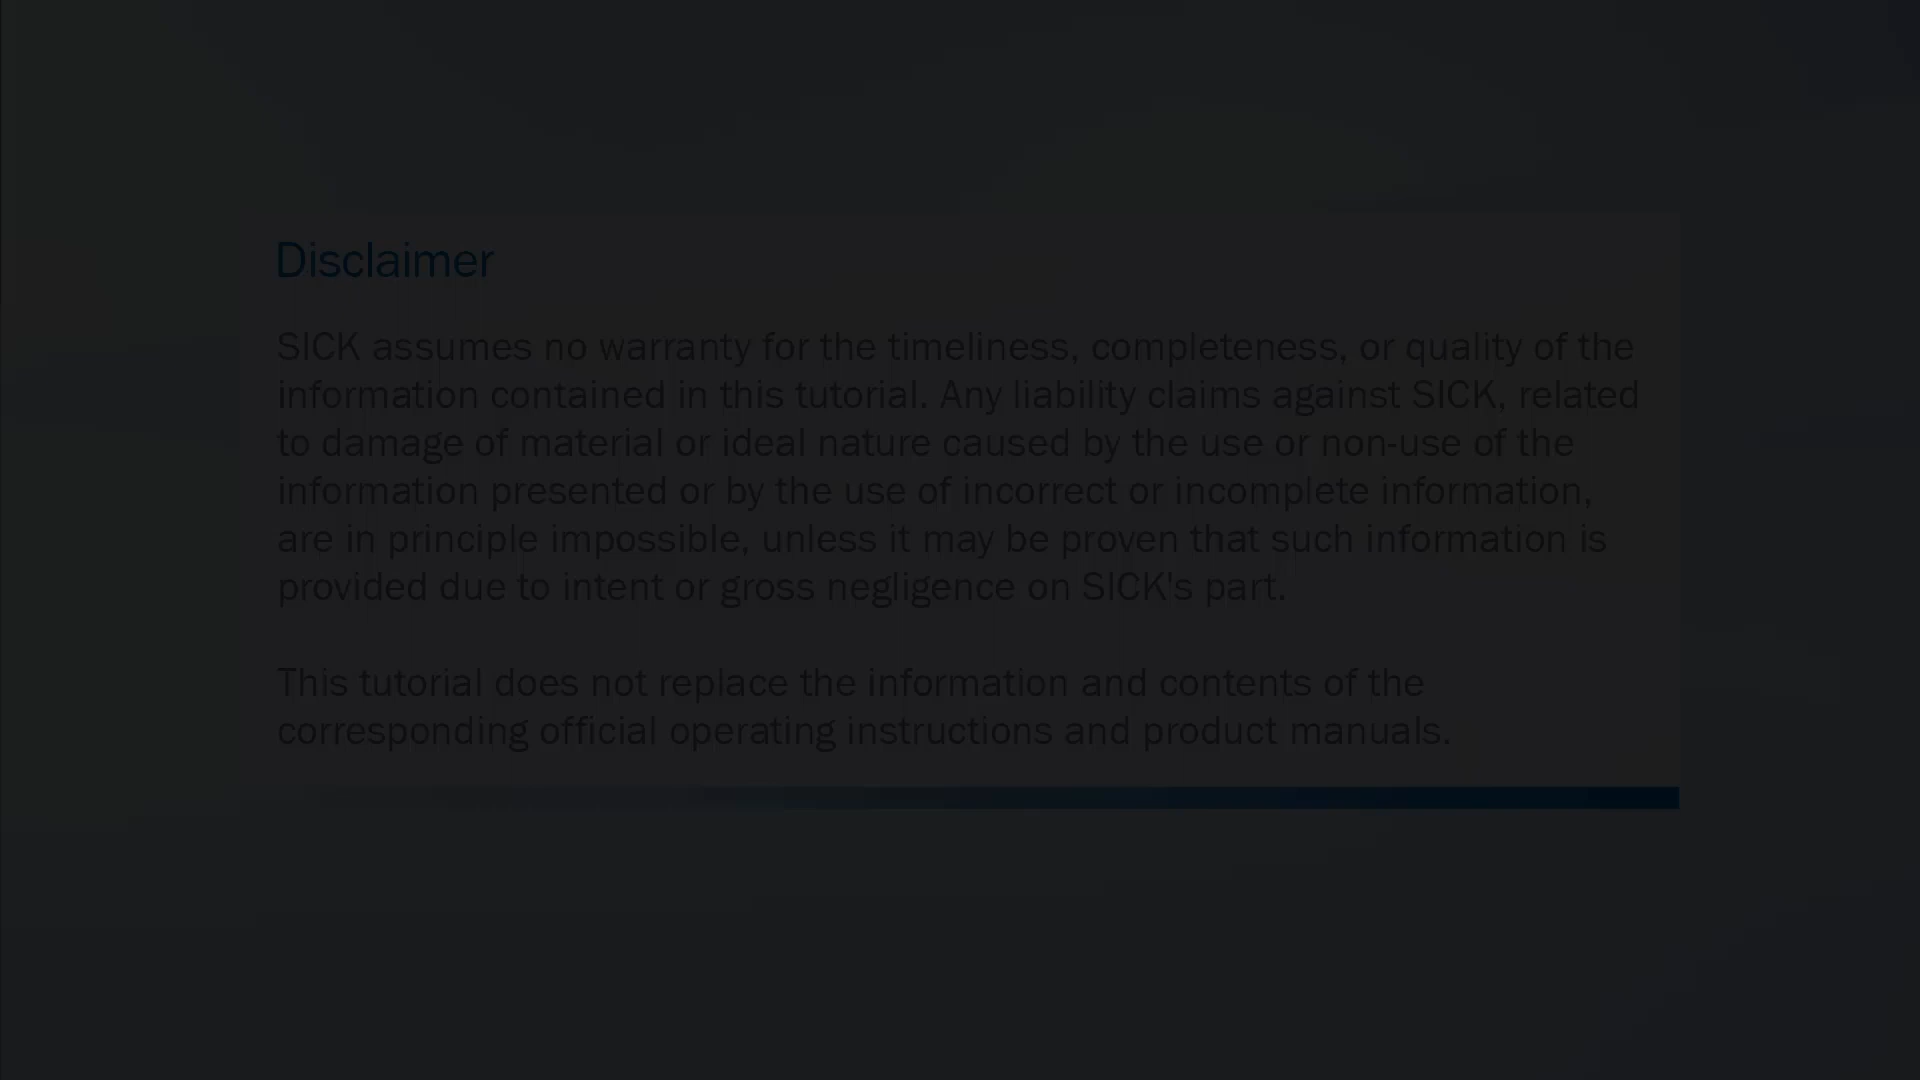 Disclaimer
SICK assumes no warranty for the timeliness, completeness, or quality of the
information contained in this tutorial. Any liability claims against SICK, related
to damage of material or ideal nature caused by the use or non-use of the
information presented or by the use of incorrect or incomplete information,
are in principle impossible, unless it may be proven that such information is
provided due to intent or gross negligence on SICK's part.
This tutorial does not replace the information and contents of the
corresponding official operating instructions and product manuals.